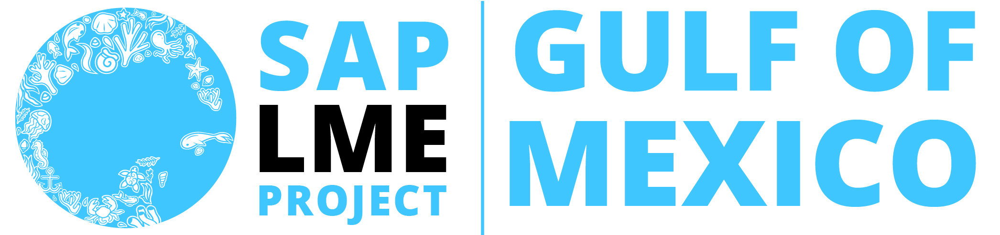 SAP
LME
PROJECT
GULF OF
MEXICO